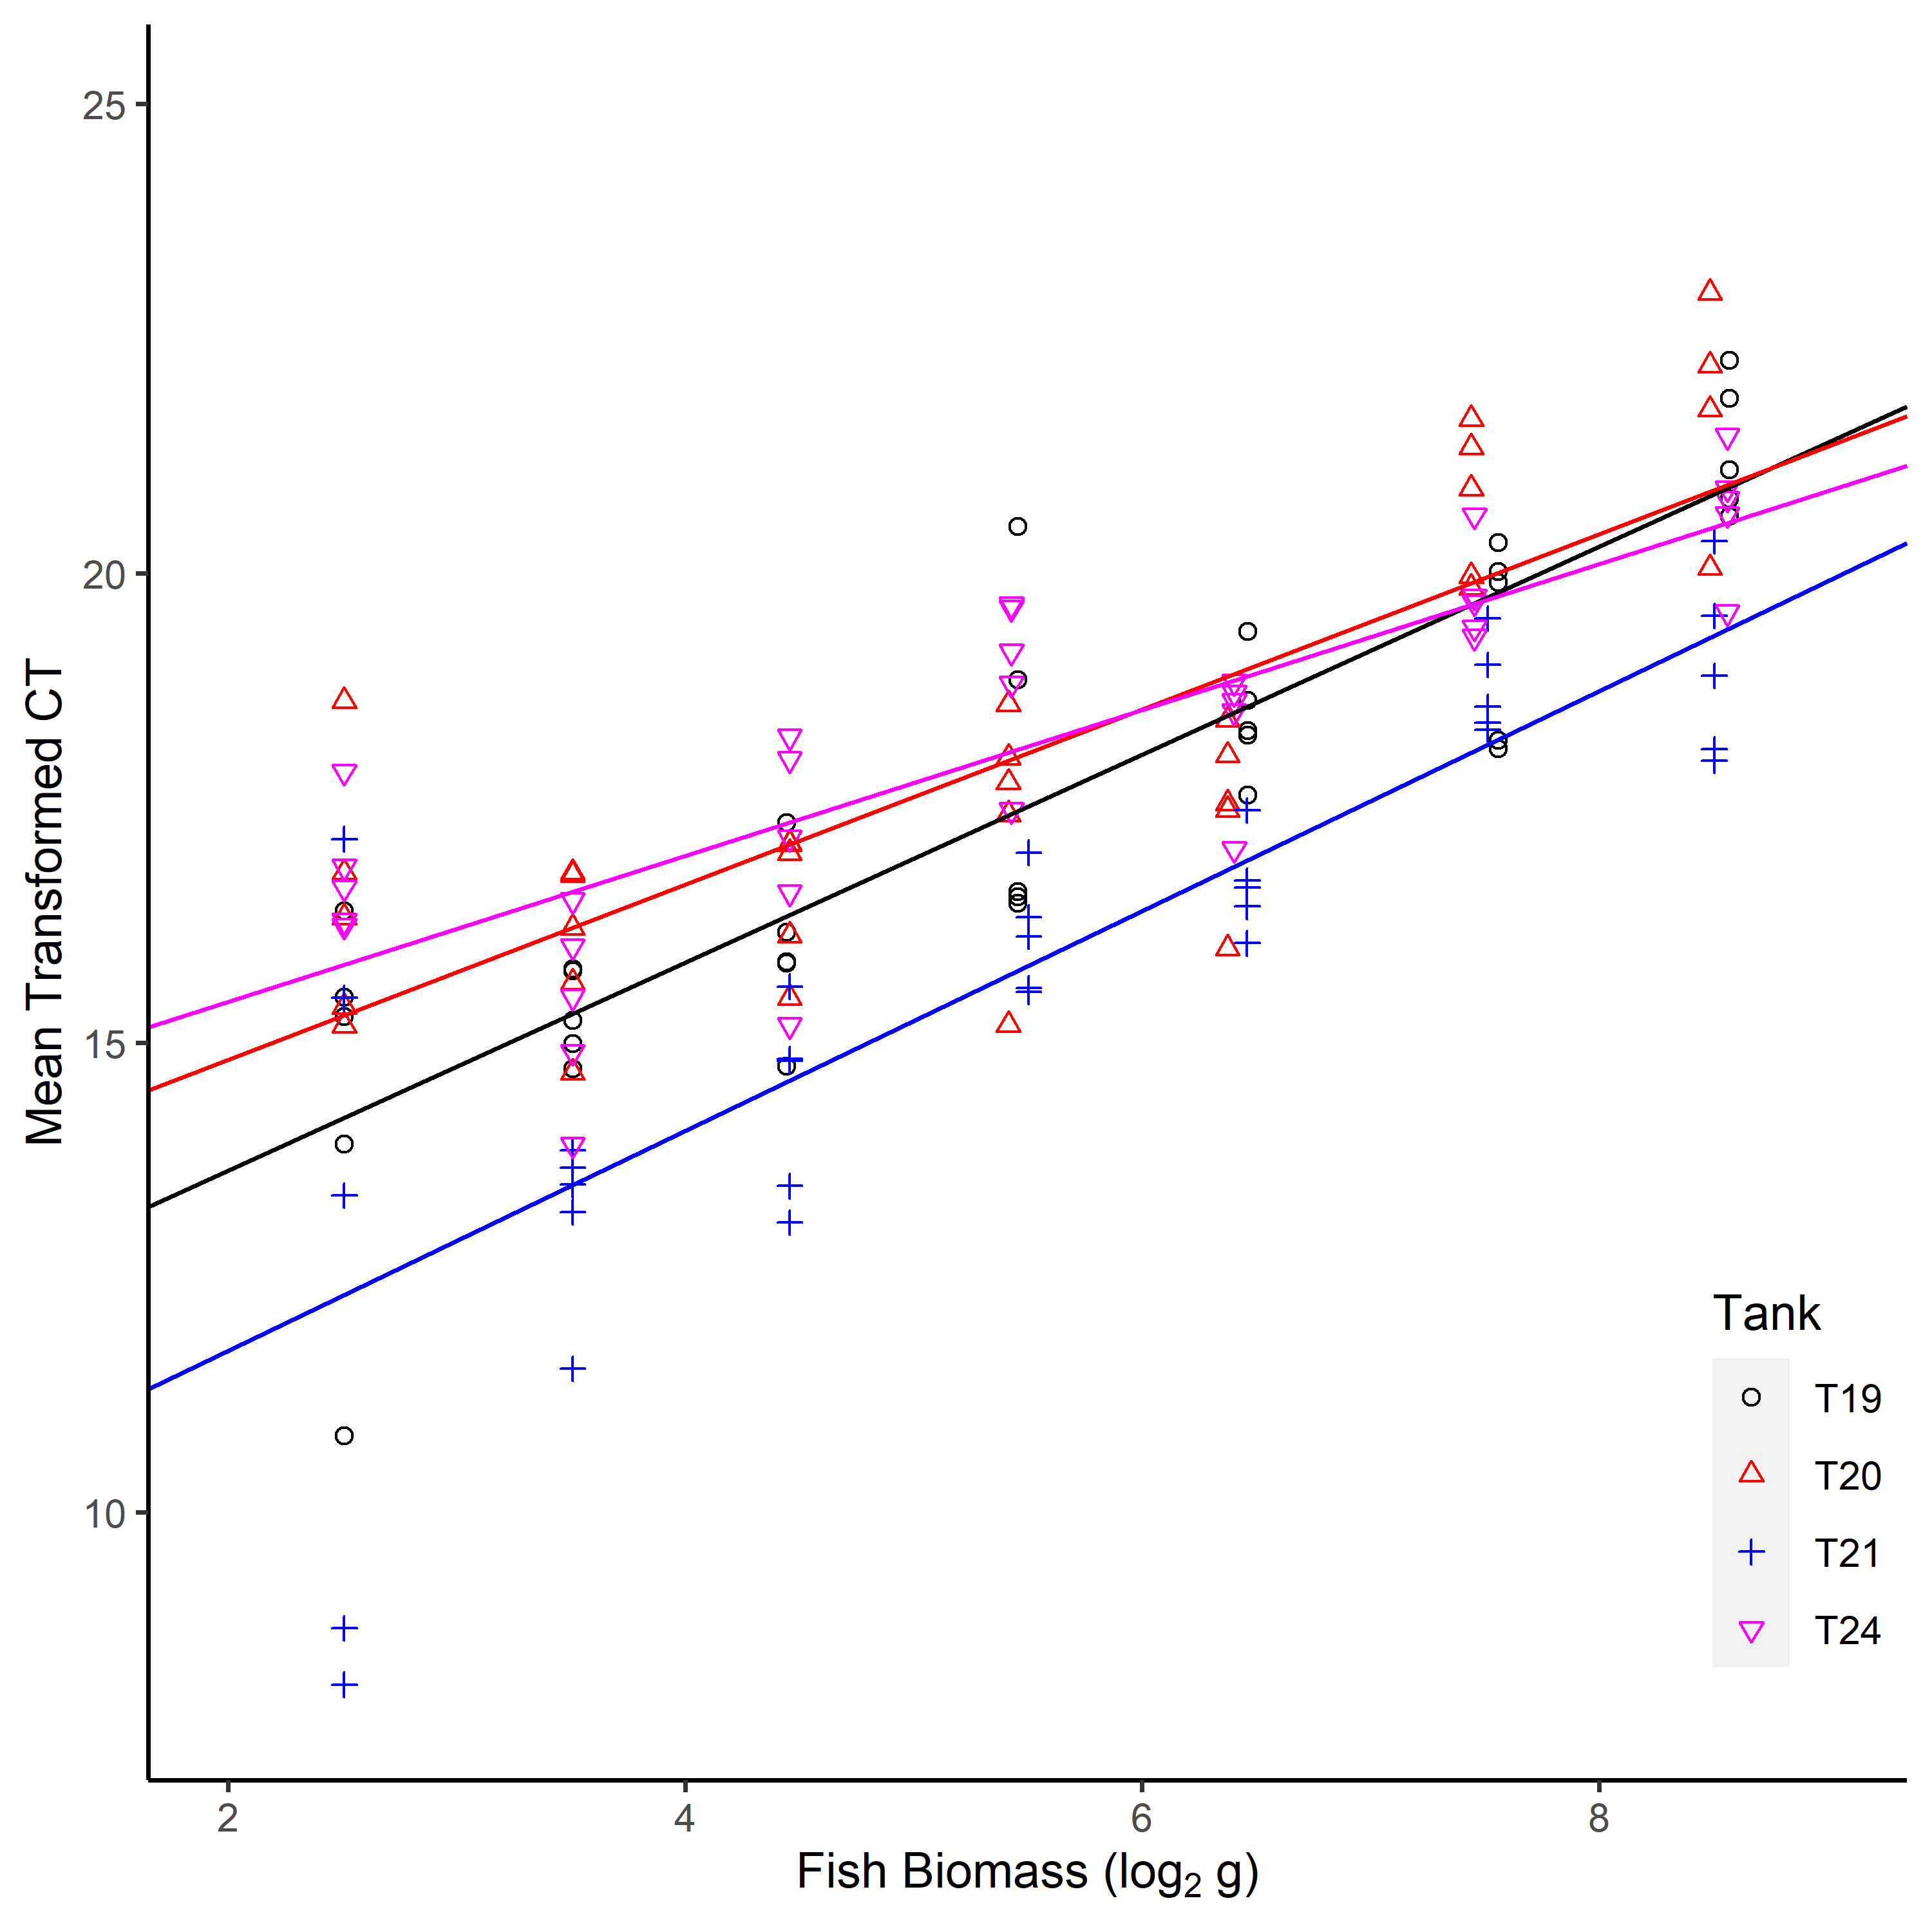 25
20
15
10
Mean Transformed CT
2
4
6
8
Fish Biomass (log₂ g)
Tank
T19
T20
T21
T24